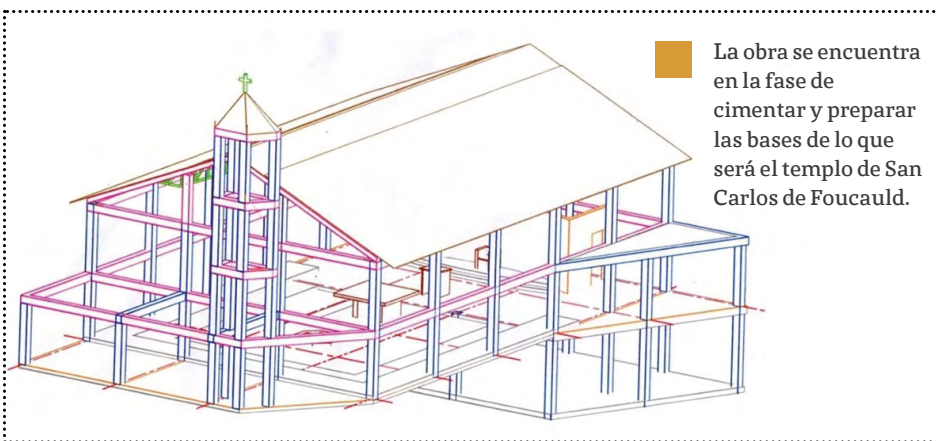 La obra se encuentra
en la fase de
cimentar y preparar
las bases de lo que
será el templo de San
Carlos de Foucauld.